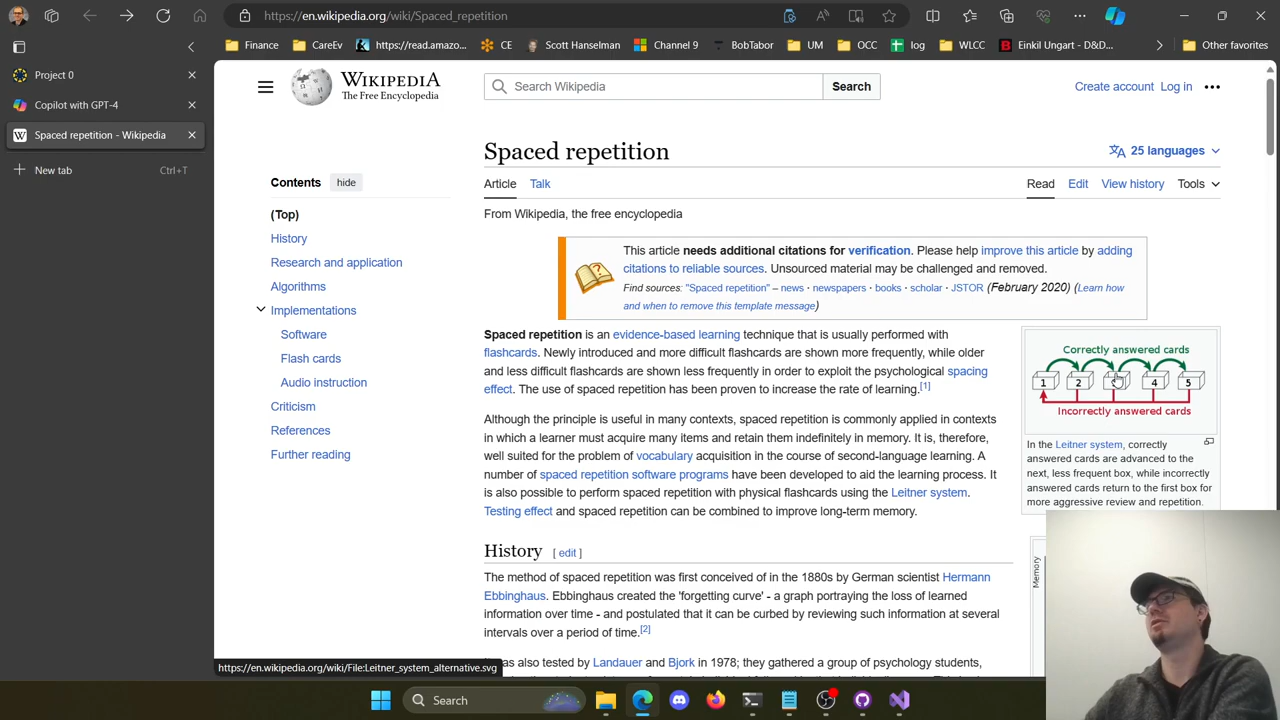 https://en.wikipedia.org/wiki/Spaced_repetition
Finance
CareEv
https://read.amazo...
CE
Scott Hanselman
Channel 9
BobTabor
UM
OCC
log
WLCC
Einkil Ungart - D&D...
Other favorites
Project 0
Copilot with GPT-4
Spaced repetition - Wikipedia
New tab
Ctrl+T
WIKIPEDIA
The Free Encyclopedia
Search Wikipedia
Search
Create account
Log in
Contents
hide
(Top)
History
Research and application
Algorithms
Implementations
Software
Flash cards
Audio instruction
Criticism
References
Further reading
Spaced repetition
25 languages
Article
Talk
Read
Edit
View history
Tools
From Wikipedia, the free encyclopedia
This article needs additional citations for verification. Please help improve this article by adding
citations to reliable sources. Unsourced material may be challenged and removed.
Find sources: "Spaced repetition" – news · newspapers · books · scholar · JSTOR (February 2020) (Learn how
and when to remove this template message)
Spaced repetition is an evidence-based learning technique that is usually performed with
flashcards. Newly introduced and more difficult flashcards are shown more frequently, while older
and less difficult flashcards are shown less frequently in order to exploit the psychological spacing
effect. The use of spaced repetition has been proven to increase the rate of learning.[1]
Although the principle is useful in many contexts, spaced repetition is commonly applied in contexts
in which a learner must acquire many items and retain them indefinitely in memory. It is, therefore,
well suited for the problem of vocabulary acquisition in the course of second-language learning. A
number of spaced repetition software programs have been developed to aid the learning process. It
is also possible to perform spaced repetition with physical flashcards using the Leitner system.
Testing effect and spaced repetition can be combined to improve long-term memory.
Correctly answered cards
1
2
4
5
Incorrectly answered cards
In the Leitner system, correctly
answered cards are advanced to the
next, less frequent box, while incorrectly
answered cards return to the first box for
more aggressive review and repetition.
Memory
History
[ edit ]
The method of spaced repetition was first conceived of in the 1880s by German scientist Hermann
Ebbinghaus. Ebbinghaus created the 'forgetting curve' - a graph portraying the loss of learned
information over time - and postulated that it can be curbed by reviewing such information at several
intervals over a period of time.[2]
as also tested by Landauer and Bjork in 1978; they gathered a group of psychology students,
https://en.wikipedia.org/wiki/File:Leitner_system_alternative.svg
Search